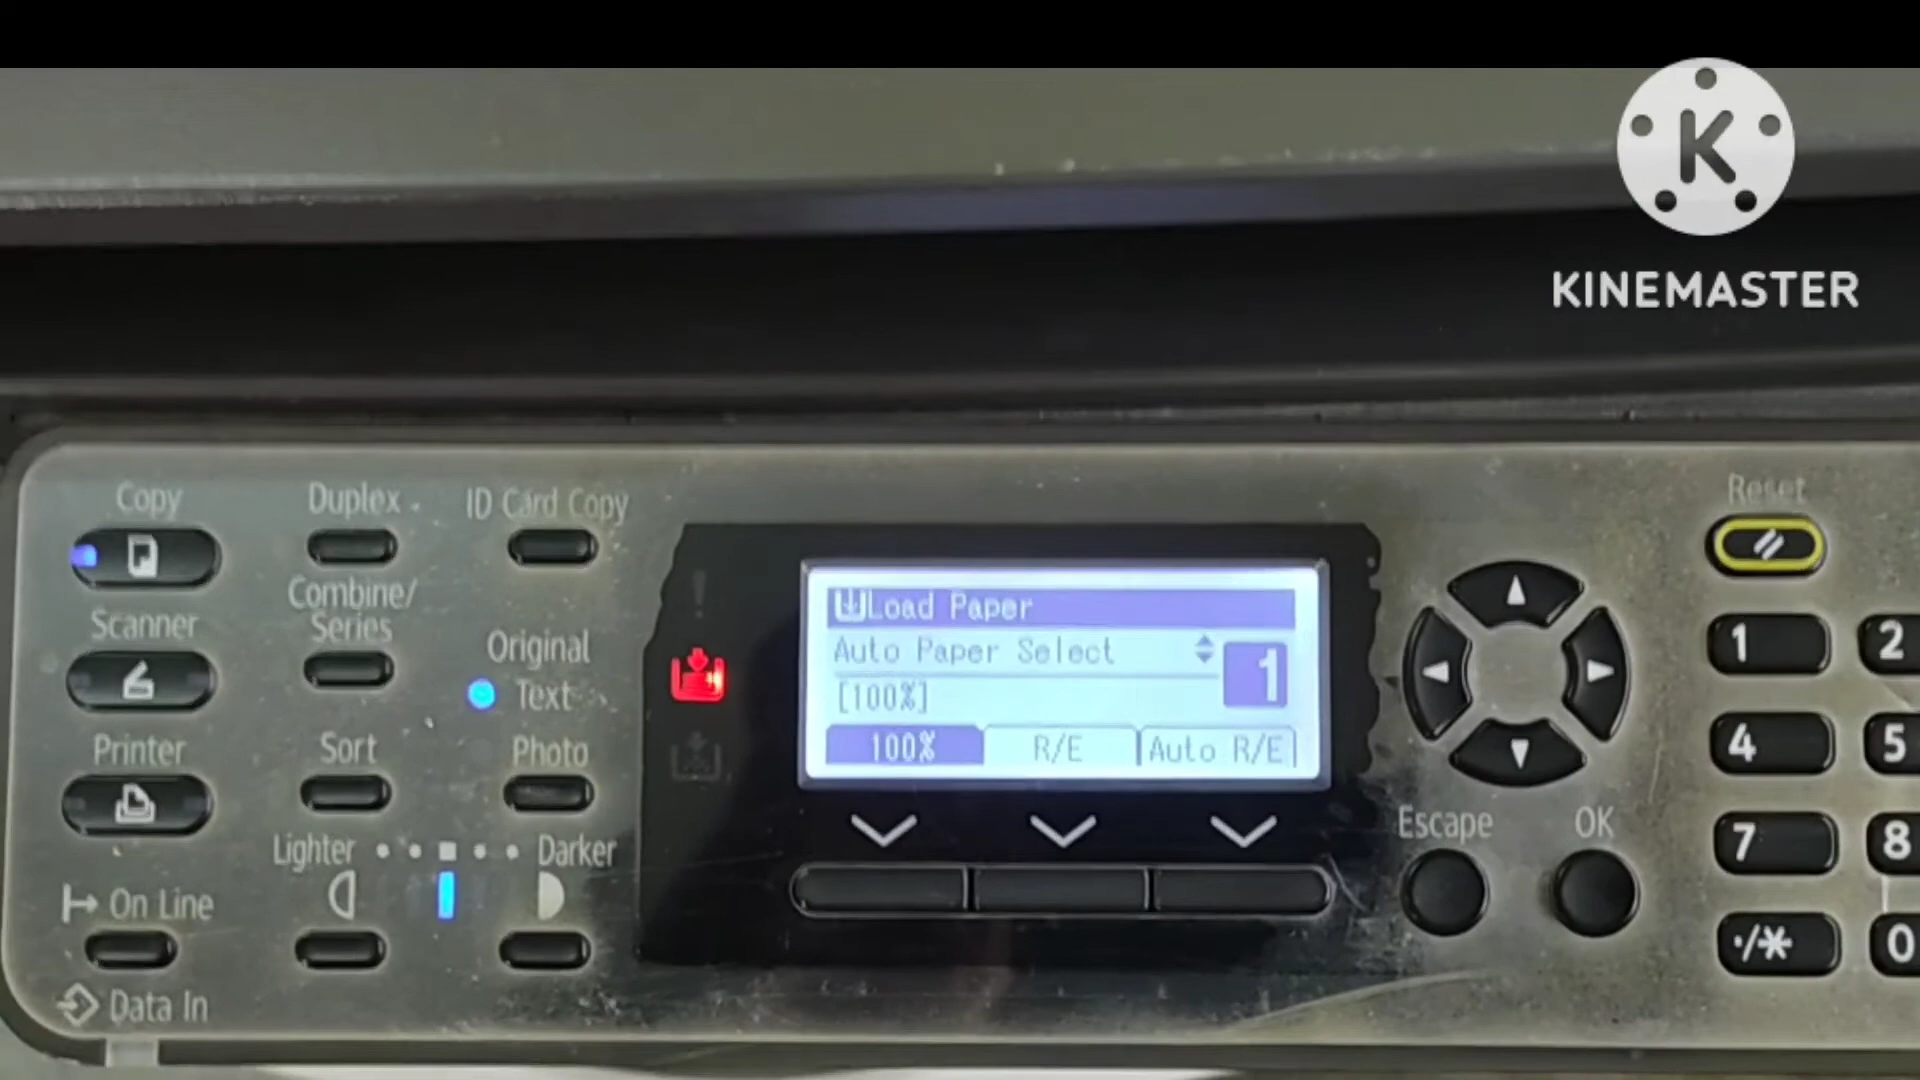 K
KINEMASTER
Copy
Duplex
ID Card Copy
Reset
Combine/
Series
Scanner
Original
Text
Load Paper
Auto Paper Select
1
[100%]
100%
R/E
Auto R/E
1
2
Printer
Sort
Photo
4
5
Lighter
Darker
Escape
OK
7
8
On Line
./*
0
Data In